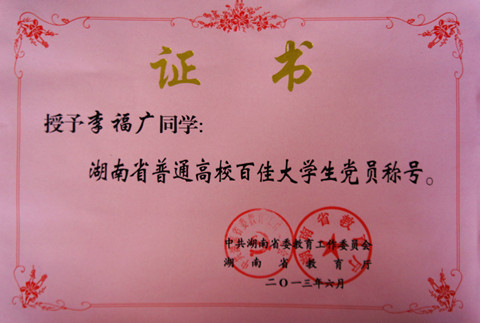 证书
授予李福广同学:
湖南省普通高校百佳大学生党员称号。
中共湖南省委教育工作委员会
湖南省教育厅
二〇一三年六月